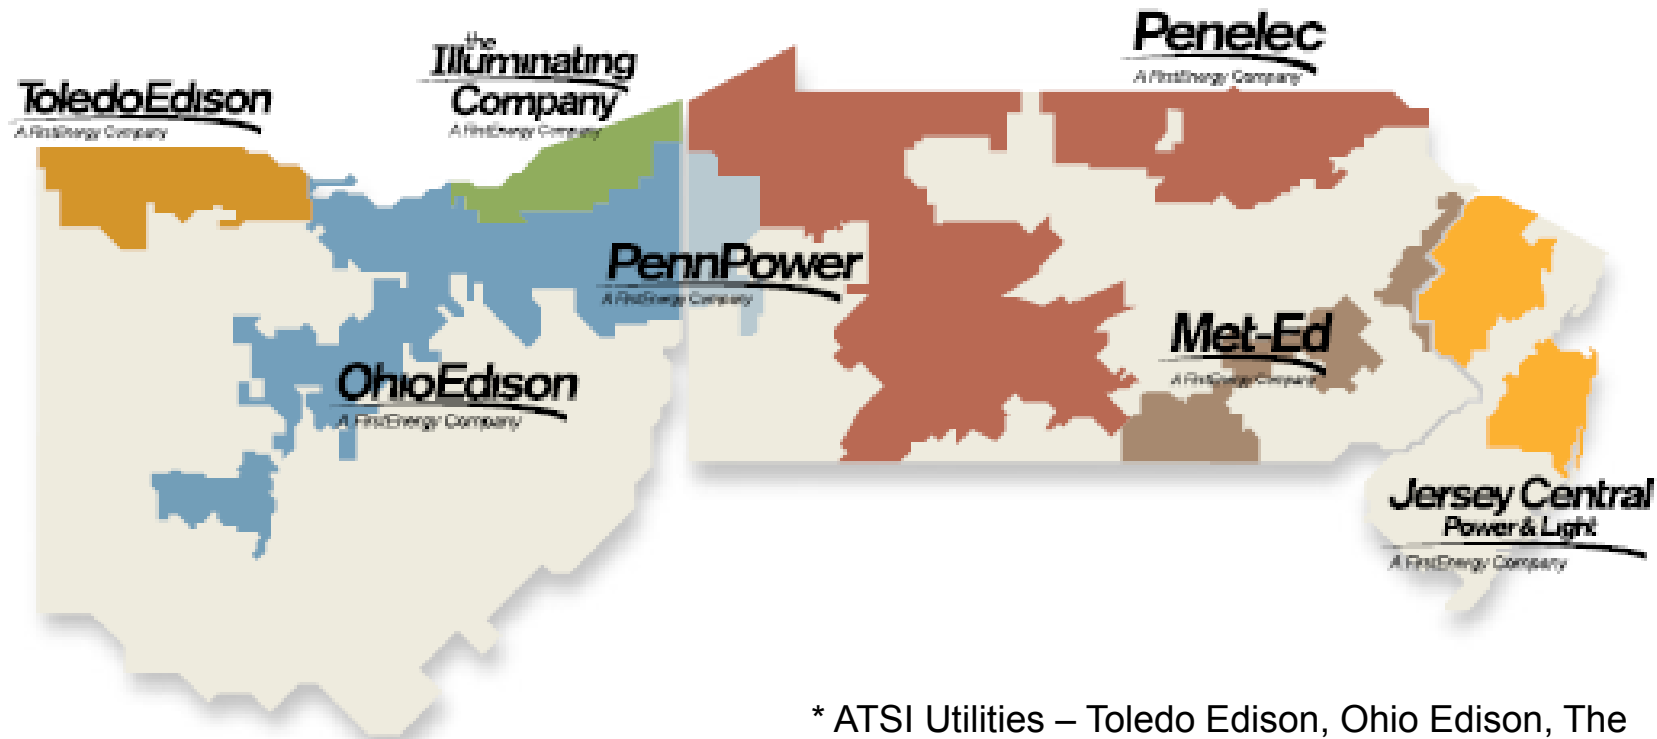 Penelec
A FirstEnergy Company
the
Illuminating
Company
A FirstEnergy Company
ToledoEdison
A FirstEnergy Company
PennPower
A FirstEnergy Company
Met-Ed
A FirstEnergy Company
OhioEdison
A FirstEnergy Company
Jersey Central
Power & Light
A FirstEnergy Company
* ATSI Utilities – Toledo Edison, Ohio Edison, The